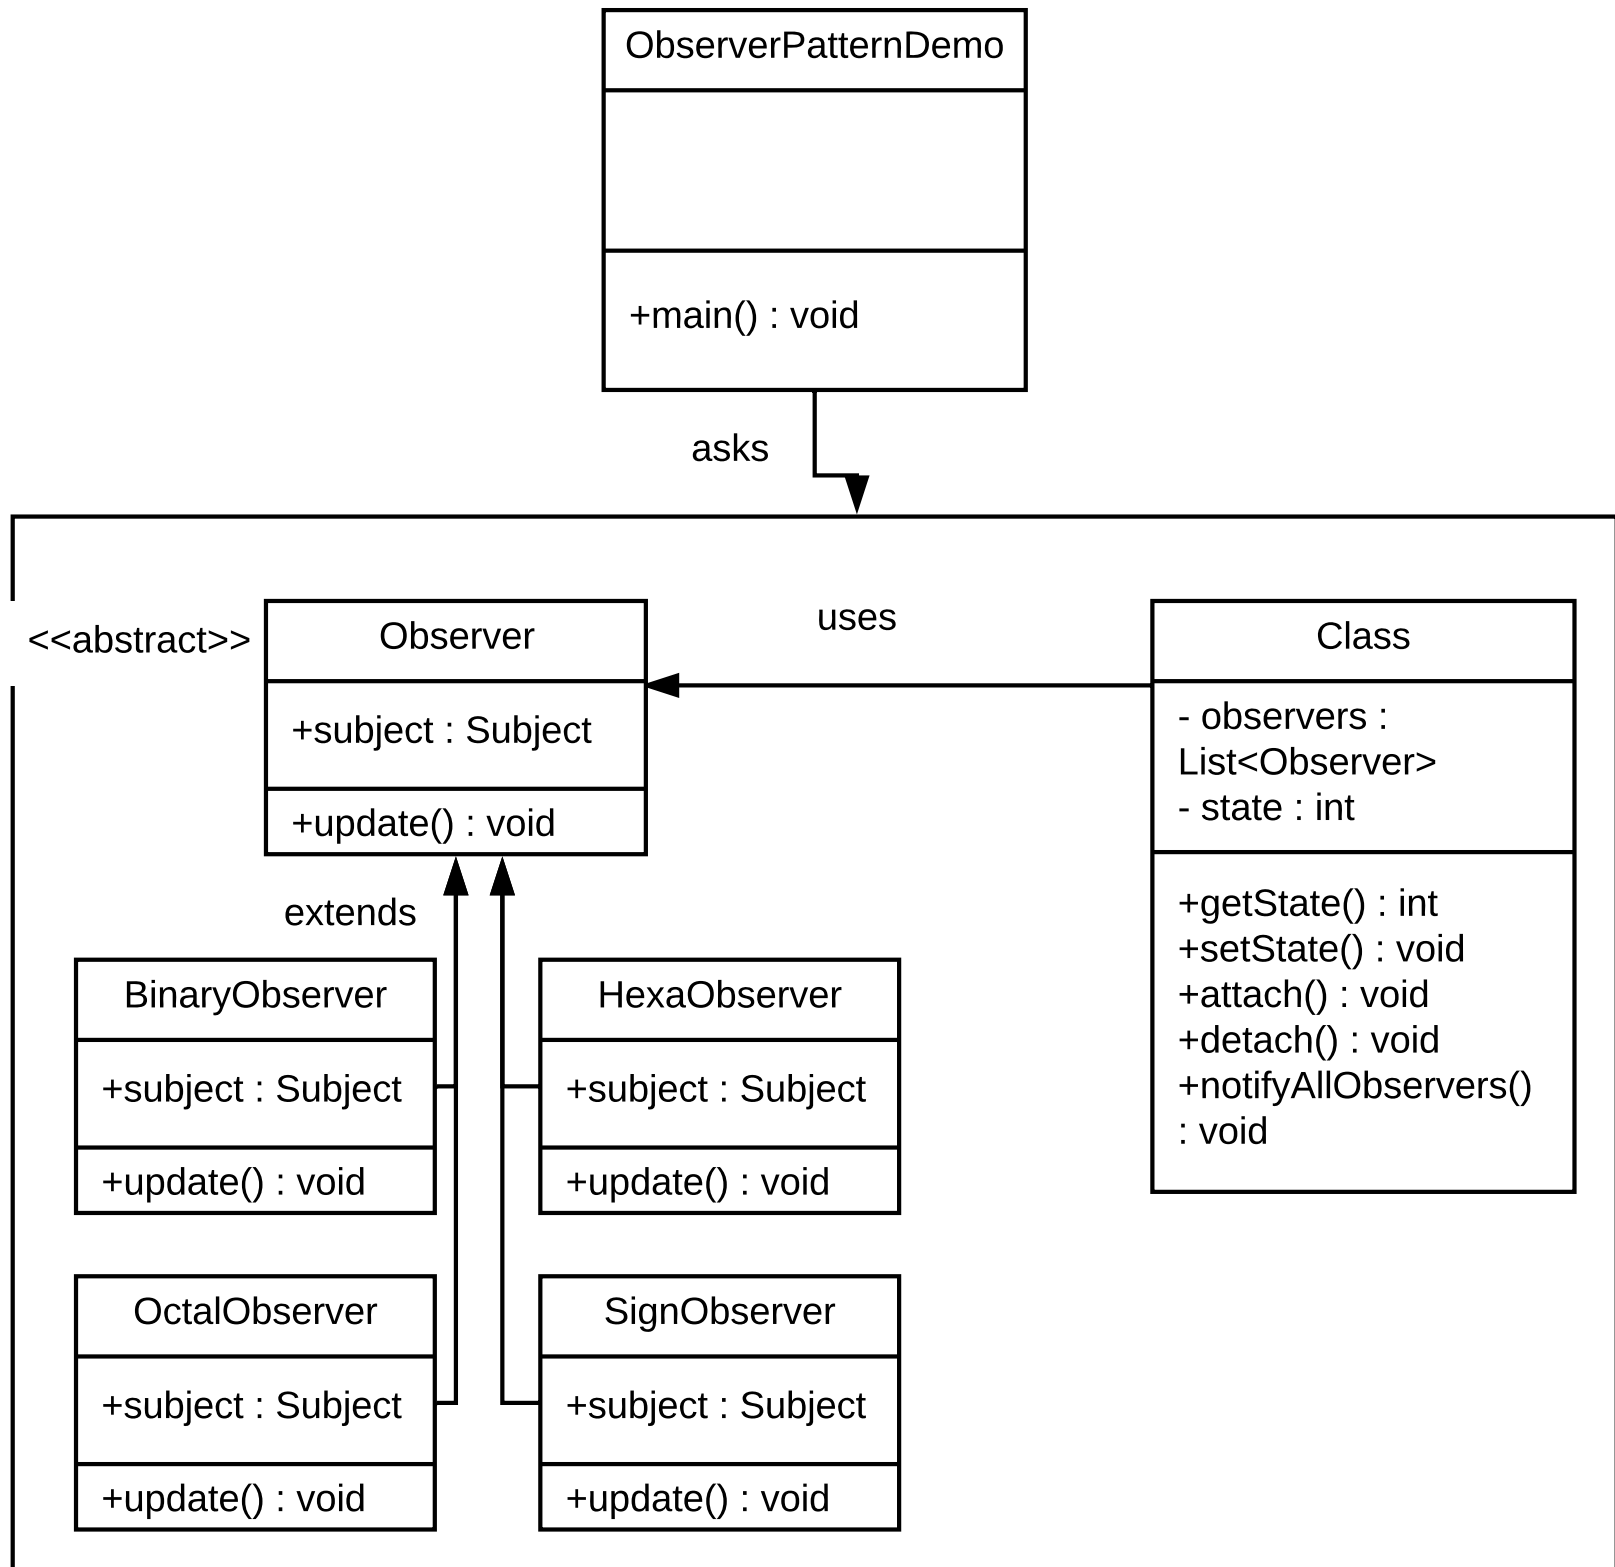 ObserverPatternDemo
+main() : void
asks
<<abstract>>
Observer
+subject : Subject
+update() : void
uses
Class
- observers :
List<Observer>
- state : int
+getState() : int
+setState() : void
+attach() : void
+detach() : void
+notifyAllObservers()
: void
extends
BinaryObserver
+subject : Subject
+update() : void
HexaObserver
+subject : Subject
+update() : void
OctalObserver
+subject : Subject
+update() : void
SignObserver
+subject : Subject
+update() : void